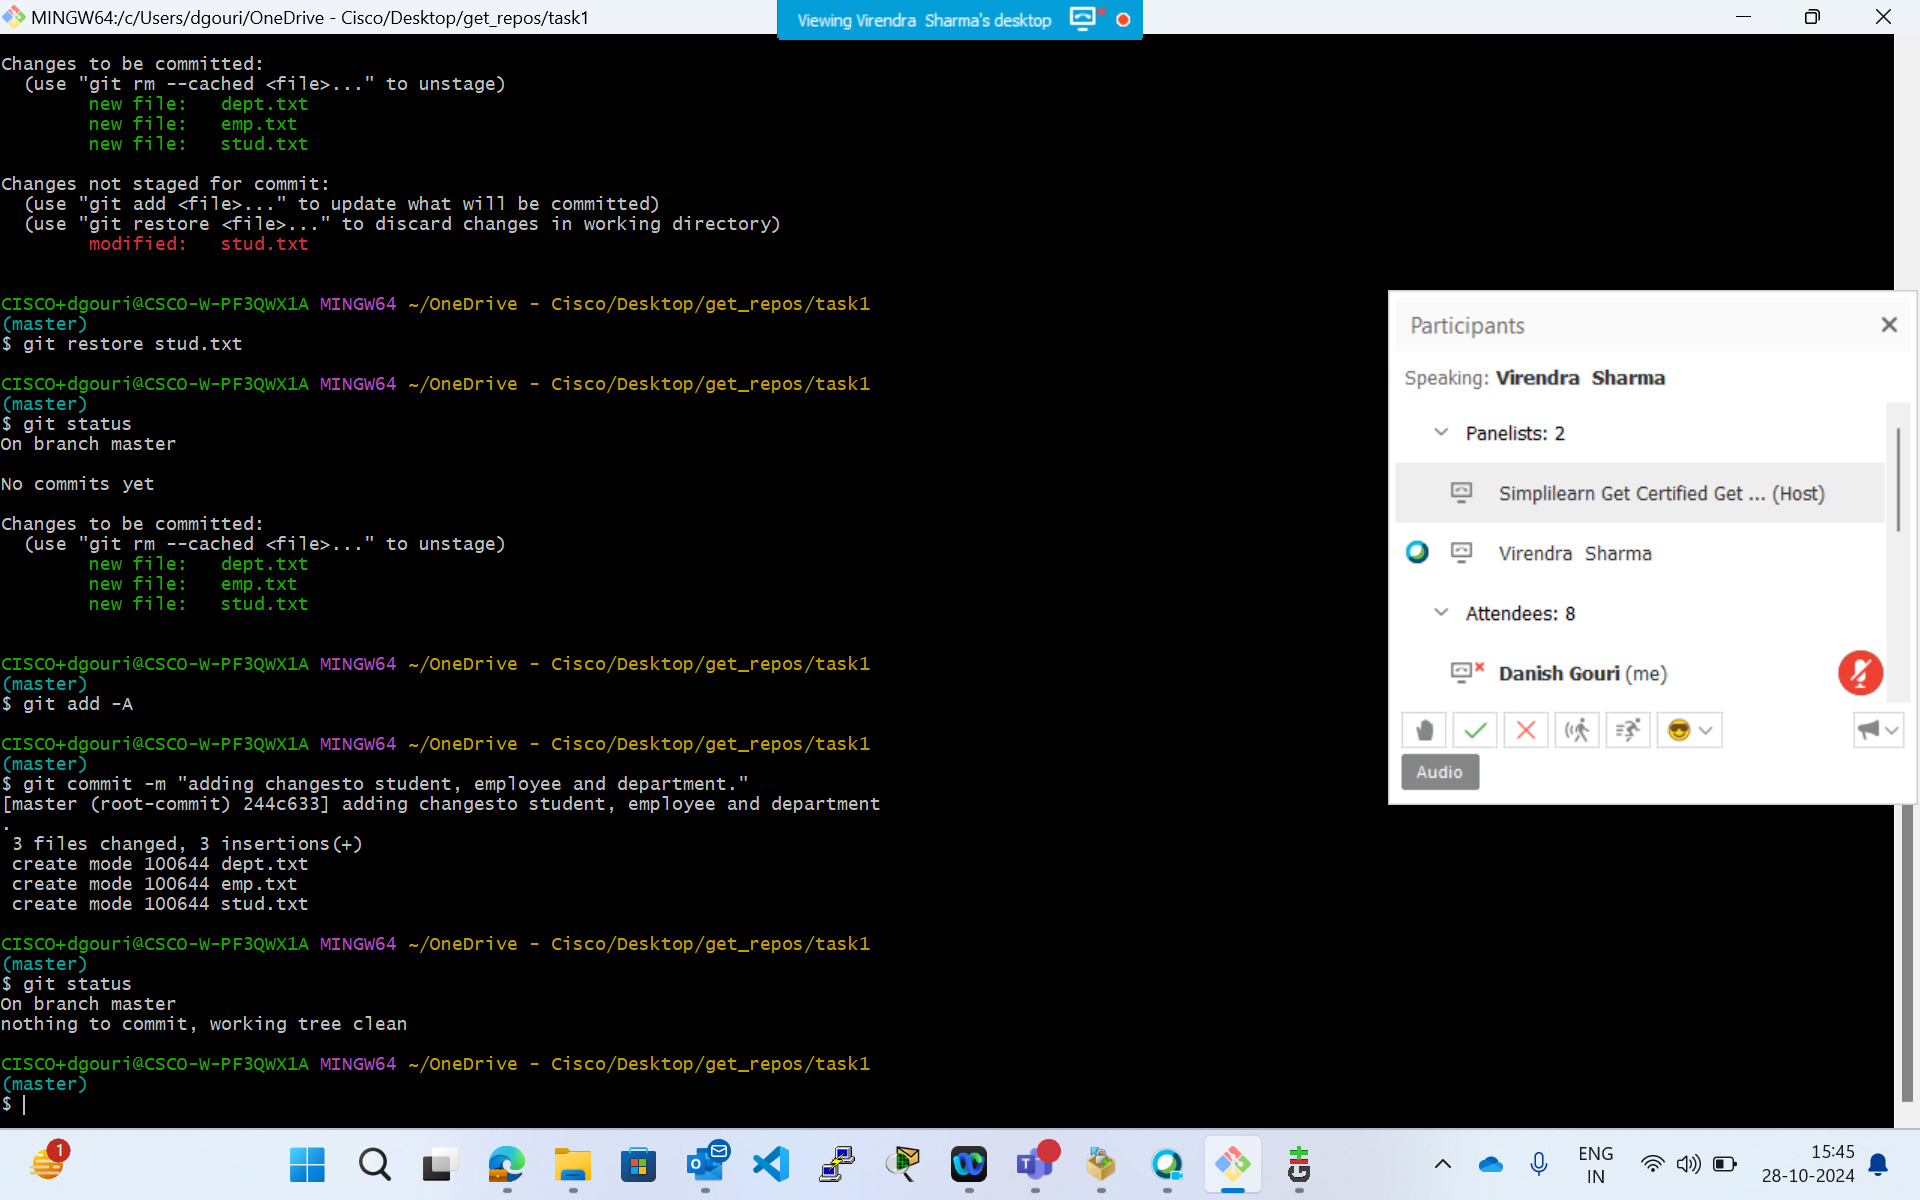 MINGW64:/c/Users/dgouri/OneDrive - Cisco/Desktop/get_repos/task1
Viewing Virendra Sharma's desktop
Changes to be committed:
(use "git rm --cached <file>..." to unstage)
new file: dept.txt
new file: emp.txt
new file: stud.txt
Changes not staged for commit:
(use "git add <file>..." to update what will be committed)
(use "git restore <file>..." to discard changes in working directory)
modified: stud.txt
CISCO+dgouri@CSCO-W-PF3QWX1A MINGW64 ~/OneDrive - Cisco/Desktop/get_repos/task1
(master)
$ git restore stud.txt
CISCO+dgouri@CSCO-W-PF3QWX1A MINGW64 ~/OneDrive - Cisco/Desktop/get_repos/task1
(master)
$ git status
On branch master
No commits yet
Changes to be committed:
(use "git rm --cached <file>..." to unstage)
new file: dept.txt
new file: emp.txt
new file: stud.txt
CISCO+dgouri@CSCO-W-PF3QWX1A MINGW64 ~/OneDrive - Cisco/Desktop/get_repos/task1
(master)
$ git add -A
CISCO+dgouri@CSCO-W-PF3QWX1A MINGW64 ~/OneDrive - Cisco/Desktop/get_repos/task1
(master)
$ git commit -m "adding changesto student, employee and department."
[master (root-commit) 244c633] adding changesto student, employee and department
.
3 files changed, 3 insertions(+)
create mode 100644 dept.txt
create mode 100644 emp.txt
create mode 100644 stud.txt
CISCO+dgouri@CSCO-W-PF3QWX1A MINGW64 ~/OneDrive - Cisco/Desktop/get_repos/task1
(master)
$ git status
On branch master
nothing to commit, working tree clean
CISCO+dgouri@CSCO-W-PF3QWX1A MINGW64 ~/OneDrive - Cisco/Desktop/get_repos/task1
(master)
$
Participants
Speaking: Virendra Sharma
Panelists: 2
Simplilearn Get Certified Get ... (Host)
Virendra Sharma
Attendees: 8
Danish Gouri (me)
Audio
1
ENG
IN
15:45
28-10-2024